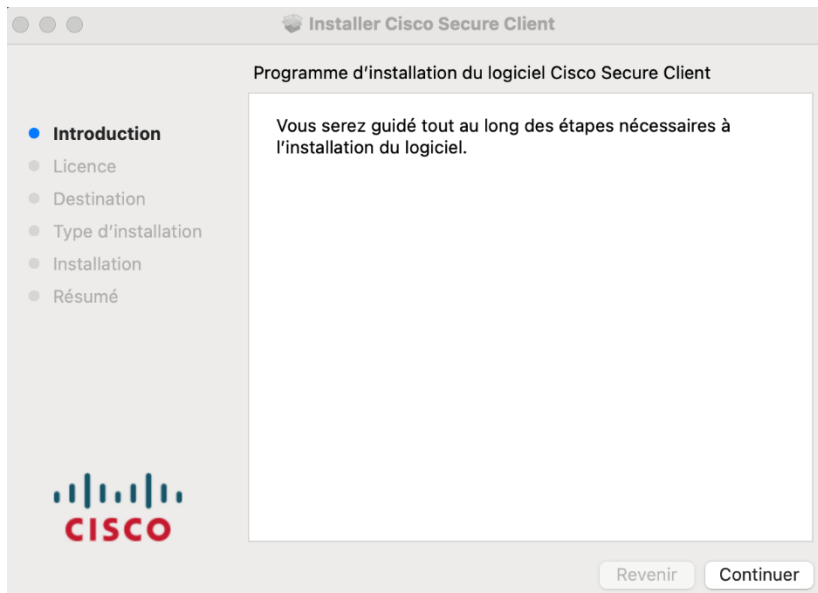 Installer Cisco Secure Client
Programme d'installation du logiciel Cisco Secure Client
Introduction
Licence
Destination
Type d'installation
Installation
Résumé
Vous serez guidé tout au long des étapes nécessaires à
l'installation du logiciel.
CISCO
Revenir
Continuer